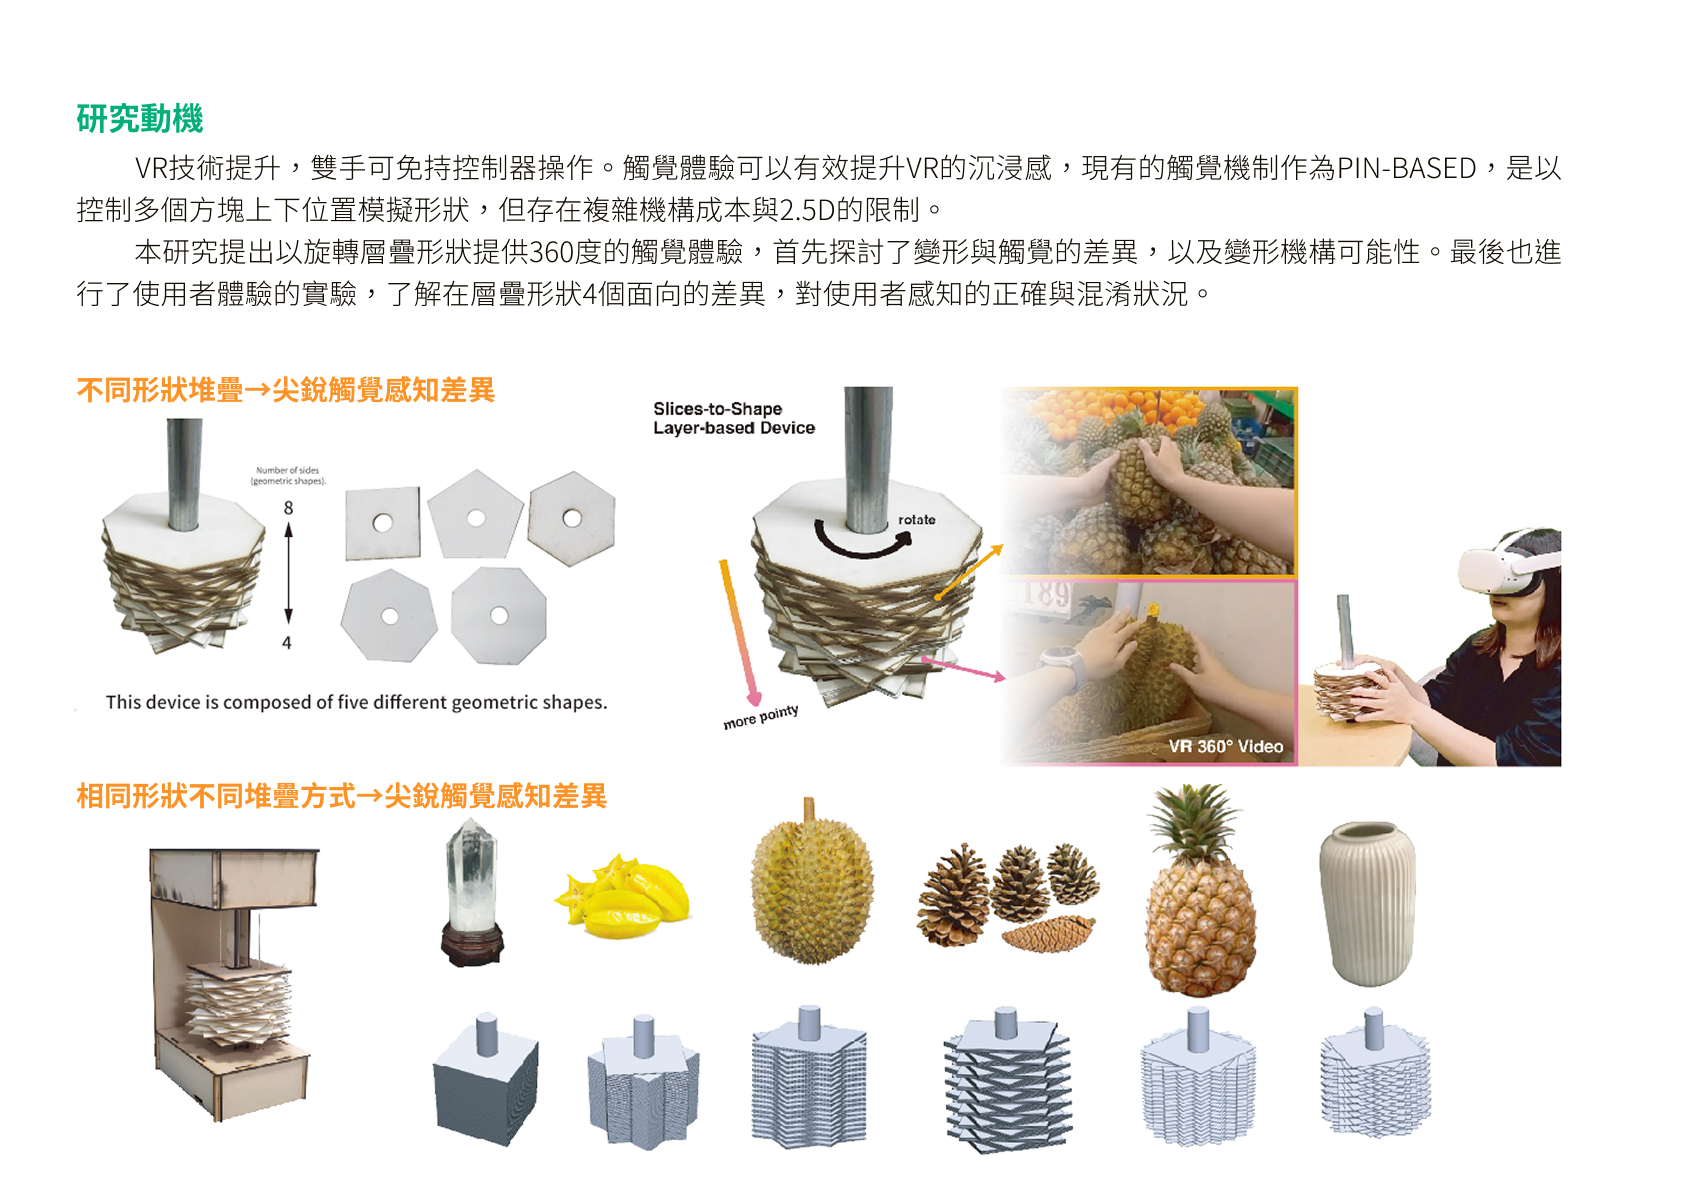 研究動機
VR技術提升，雙手可免持控制器操作。觸覺體驗可以有效提升VR的沉浸感，現有的觸覺機制作為PIN-BASED，是以
控制多個方塊上下位置模擬形狀，但存在複雜機構成本與2.5D的限制。
本研究提出以旋轉層疊形狀提供360度的觸覺體驗，首先探討了變形與觸覺的差異，以及變形機構可能性。最後也進
行了使用者體驗的實驗，了解在層疊形狀4個面向的差異，對使用者感知的正確與混淆狀況。
不同形狀堆疊→尖銳觸覺感知差異
Number of sides
(geometric shapes).
8
4
This device is composed of five different geometric shapes.
Slices-to-Shape
Layer-based Device
rotate
more pointy
189
VR 360° Video
相同形狀不同堆疊方式→尖銳觸覺感知差異